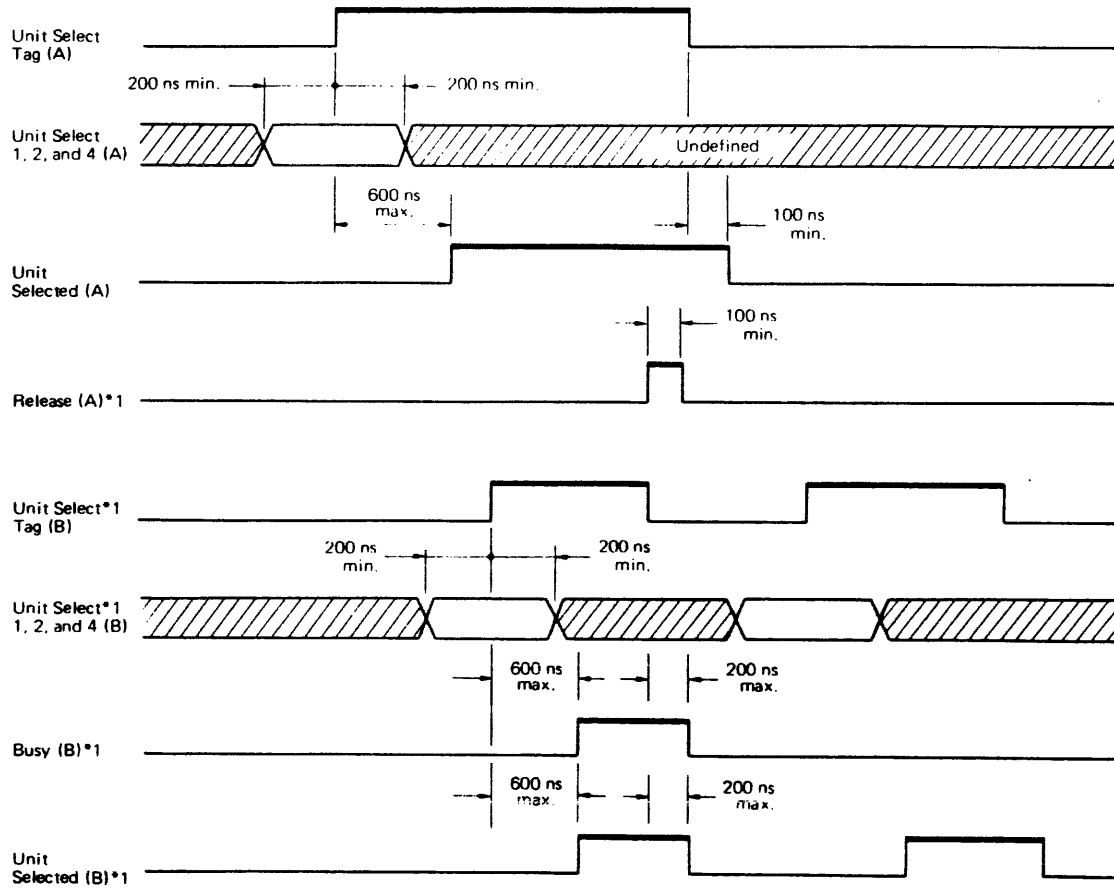 Unit Select
Tag (A)
200 ns min.
200 ns min.
Unit Select
1, 2, and 4 (A)
Undefined
600 ns
max.
100 ns
min.
Unit
Selected (A)
100 ns
min.
Release (A)*1
Unit Select*1
Tag (B)
200 ns
min.
200 ns
min.
Unit Select*1
1, 2, and 4 (B)
600 ns
max.
200 ns
max.
Busy (B)*1
600 ns
max.
200 ns
max.
Unit
Selected (B)*1